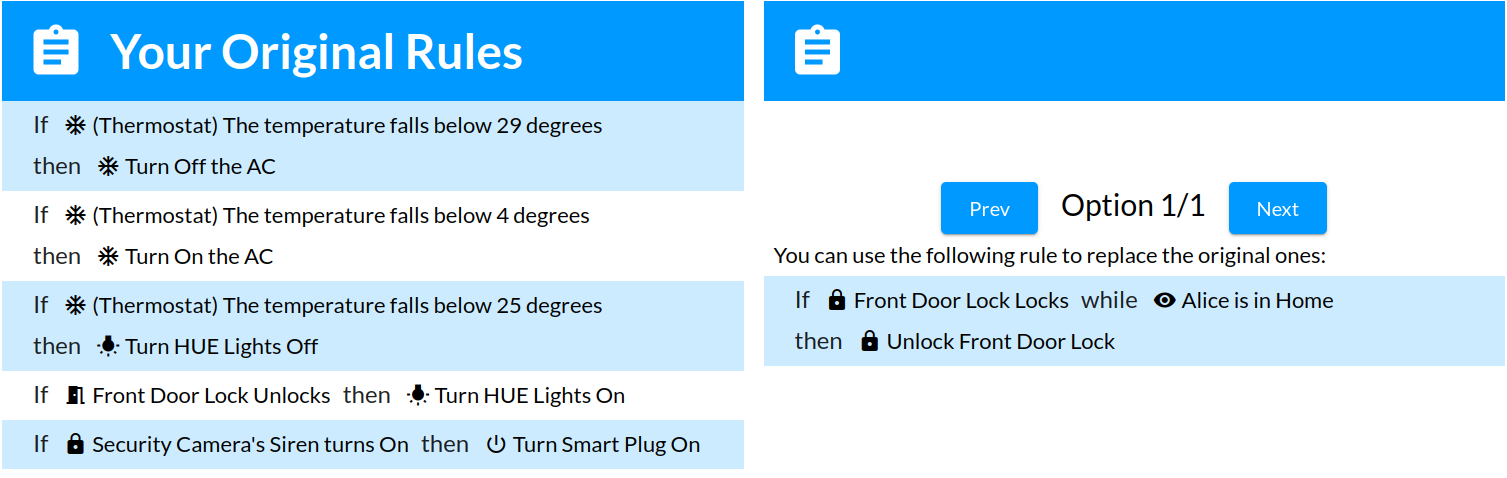 Your Original Rules
If (Thermostat) The temperature falls below 29 degrees
then Turn Off the AC
If (Thermostat) The temperature falls below 4 degrees
then Turn On the AC
If (Thermostat) The temperature falls below 25 degrees
then Turn HUE Lights Off
If Front Door Lock Unlocks then Turn HUE Lights On
If Security Camera's Siren turns On then Turn Smart Plug On
Prev Option 1/1 Next
You can use the following rule to replace the original ones:
If Front Door Lock Locks while Alice is in Home
then Unlock Front Door Lock